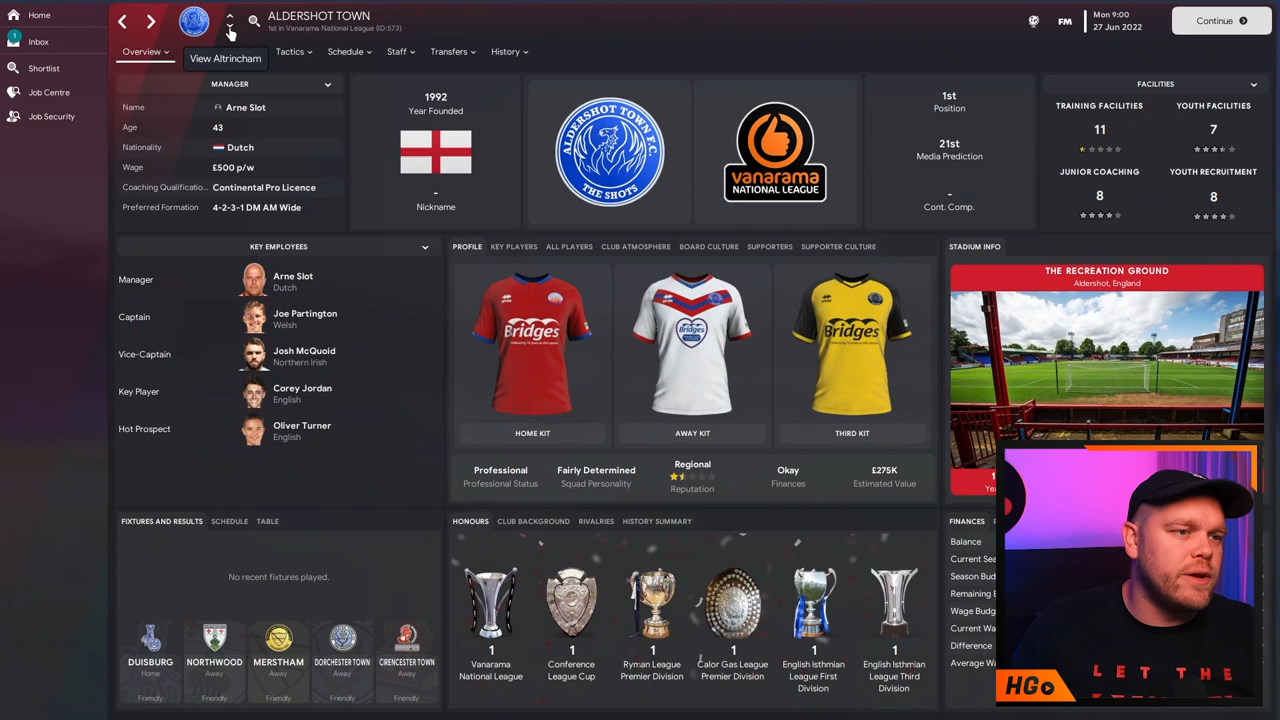 Home
Inbox
1
Shortlist
Job Centre
Job Security
ALDERSHOT TOWN
1st in Vanarama National League (ID:573)
View Altrincham
FM
Mon 9:00
27 Jun 2022
Continue
Overview
Tactics
Schedule
Staff
Transfers
History
MANAGER
Name Arne Slot
Age 43
Nationality Dutch
Wage £500 p/w
Coaching Qualificatio... Continental Pro Licence
Preferred Formation 4-2-3-1 DM AM Wide
1992
Year Founded
-
Nickname
ALDERSHOT TOWN F.C.
THE SHOTS
vanarama
NATIONAL LEAGUE
1st
Position
21st
Media Prediction
-
Cont. Comp.
FACILITIES
TRAINING FACILITIES YOUTH FACILITIES
11 7
JUNIOR COACHING YOUTH RECRUITMENT
8 8
KEY EMPLOYEES
Manager
Arne Slot
Dutch
Captain
Joe Partington
Welsh
Vice-Captain
Josh McQuoid
Northern Irish
Key Player
Corey Jordan
English
Hot Prospect
Oliver Turner
English
PROFILE KEY PLAYERS ALL PLAYERS CLUB ATMOSPHERE BOARD CULTURE SUPPORTERS SUPPORTER CULTURE
Bridges
Bridges
Bridges
HOME KIT
AWAY KIT
THIRD KIT
Professional
Professional Status
Fairly Determined
Squad Personality
Regional
Reputation
Okay
Finances
£275K
Estimated Value
STADIUM INFO
THE RECREATION GROUND
Aldershot, England
FIXTURES AND RESULTS SCHEDULE TABLE
No recent fixtures played.
DUISBURG
Home
Friendly
NORTHWOOD
Away
Friendly
MERSTHAM
Away
Friendly
DORCHESTER TOWN
Away
Friendly
CIRENCESTER TOWN
Away
Friendly
HONOURS CLUB BACKGROUND RIVALRIES HISTORY SUMMARY
1
Vanarama
National League
1
Conference
League Cup
1
Ryman League
Premier Division
1
Calor Gas League
Premier Division
1
English Isthmian
League First
Division
1
English Isthmian
League Third
Division
FINANCES
Balance
Current Sea
Season Bud
Remaining B
Wage Budg
Current Wa
Difference
Average Wa
LET THE
HGo